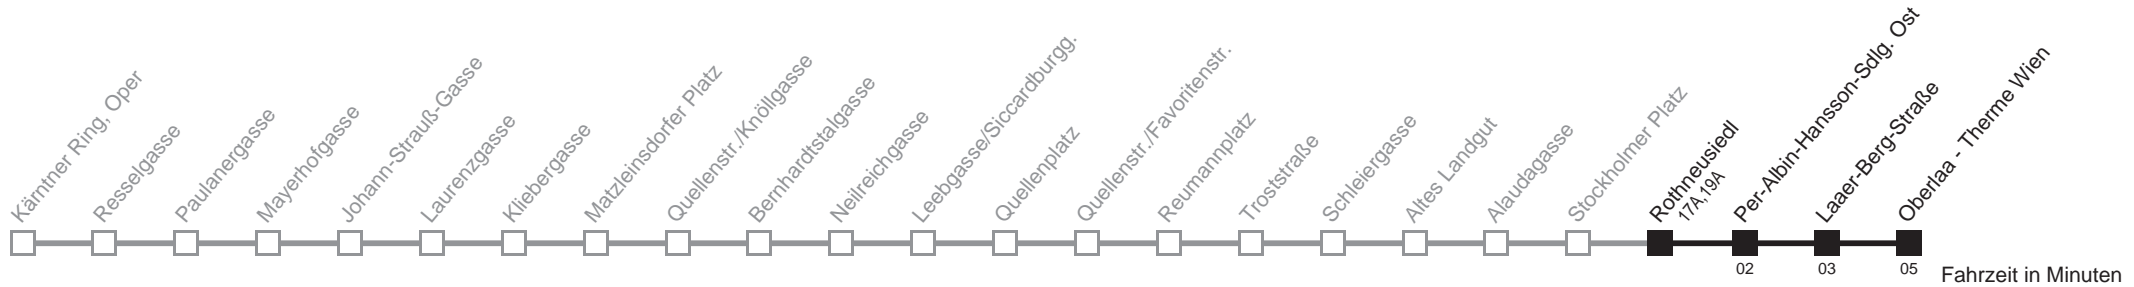 Kärntner Ring, Oper
Resselgasse
Paulanergasse
Mayerhofgasse
Johann-Strauß-Gasse
Laurenzgasse
Kliebergasse
Matzleinsdorfer Platz
Quellenstr./Knöllgasse
Bernhardtstalgasse
Neilreichgasse
Leebgasse/Siccardburgg.
Quellenplatz
Quellenstr./Favoritenstr.
Reumannplatz
Troststraße
Schleiergasse
Altes Landgut
Alaudagasse
Stockholmer Platz
Rothneusiedl
17A, 19A
Per-Albin-Hansson-Sdlg. Ost
Laaer-Berg-Straße
Oberlaa - Therme Wien
02
03
05
Fahrzeit in Minuten